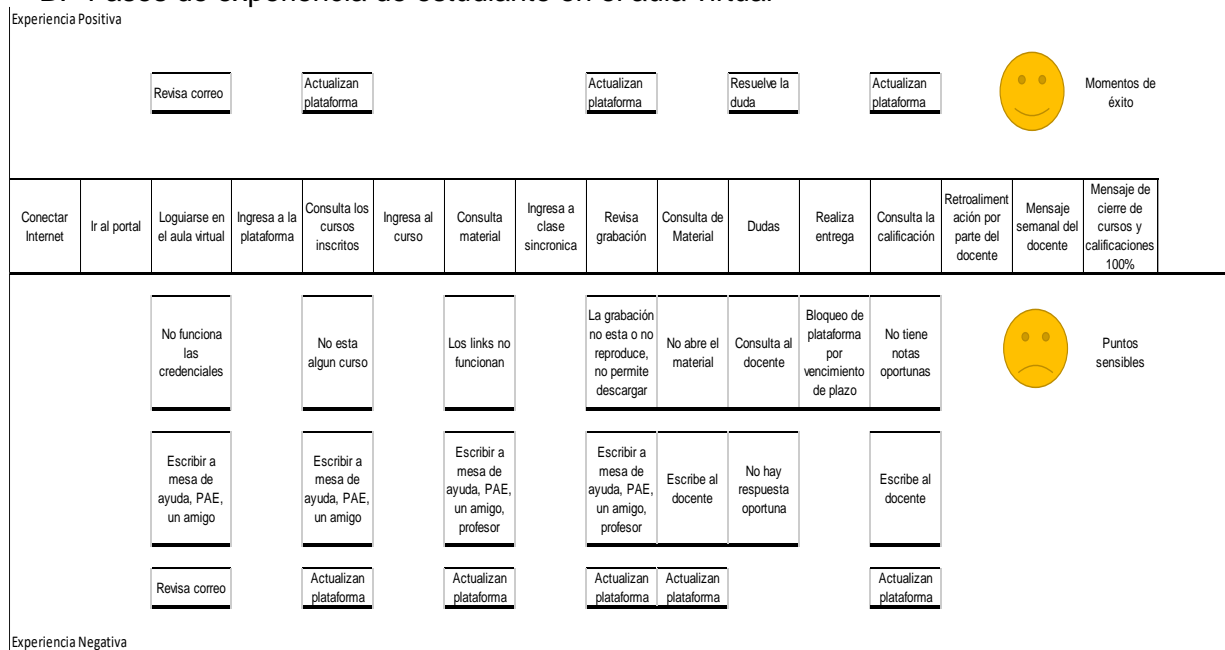 Experiencia Positiva
Revisa correo
Actualizan
plataforma
Actualizan
plataforma
Resuelve la
duda
Actualizan
plataforma
Momentos de
éxito
Conectar
Internet
Ir al portal
Loguiarse en
el aula virtual
Ingresa a la
plataforma
Consulta los
cursos
inscritos
Ingresa al
curso
Consulta
material
Ingresa a
clase
sincronica
Revisa
grabación
Consulta de
Material
Dudas
Realiza
entrega
Consulta la
calificación
Retroaliment
ación por
parte del
docente
Mensaje
semanal del
docente
Mensaje de
cierre de
cursos y
calificaciones
100%
No funciona
las
credenciales
No esta
algun curso
Los links no
funcionan
La grabación
no esta o no
reproduce,
no permite
descargar
No abre el
material
Consulta al
docente
Bloqueo de
plataforma
por
vencimiento
de plazo
No tiene
notas
oportunas
Puntos
sensibles
Escribir a
mesa de
ayuda, PAE,
un amigo
Escribir a
mesa de
ayuda, PAE,
un amigo
Escribir a
mesa de
ayuda, PAE,
un amigo,
profesor
Escribir a
mesa de
ayuda, PAE,
un amigo,
profesor
Escribe al
docente
No hay
respuesta
oportuna
Escribe al
docente
Revisa correo
Actualizan
plataforma
Actualizan
plataforma
Actualizan
plataforma
Actualizan
plataforma
Actualizan
plataforma
Experiencia Negativa